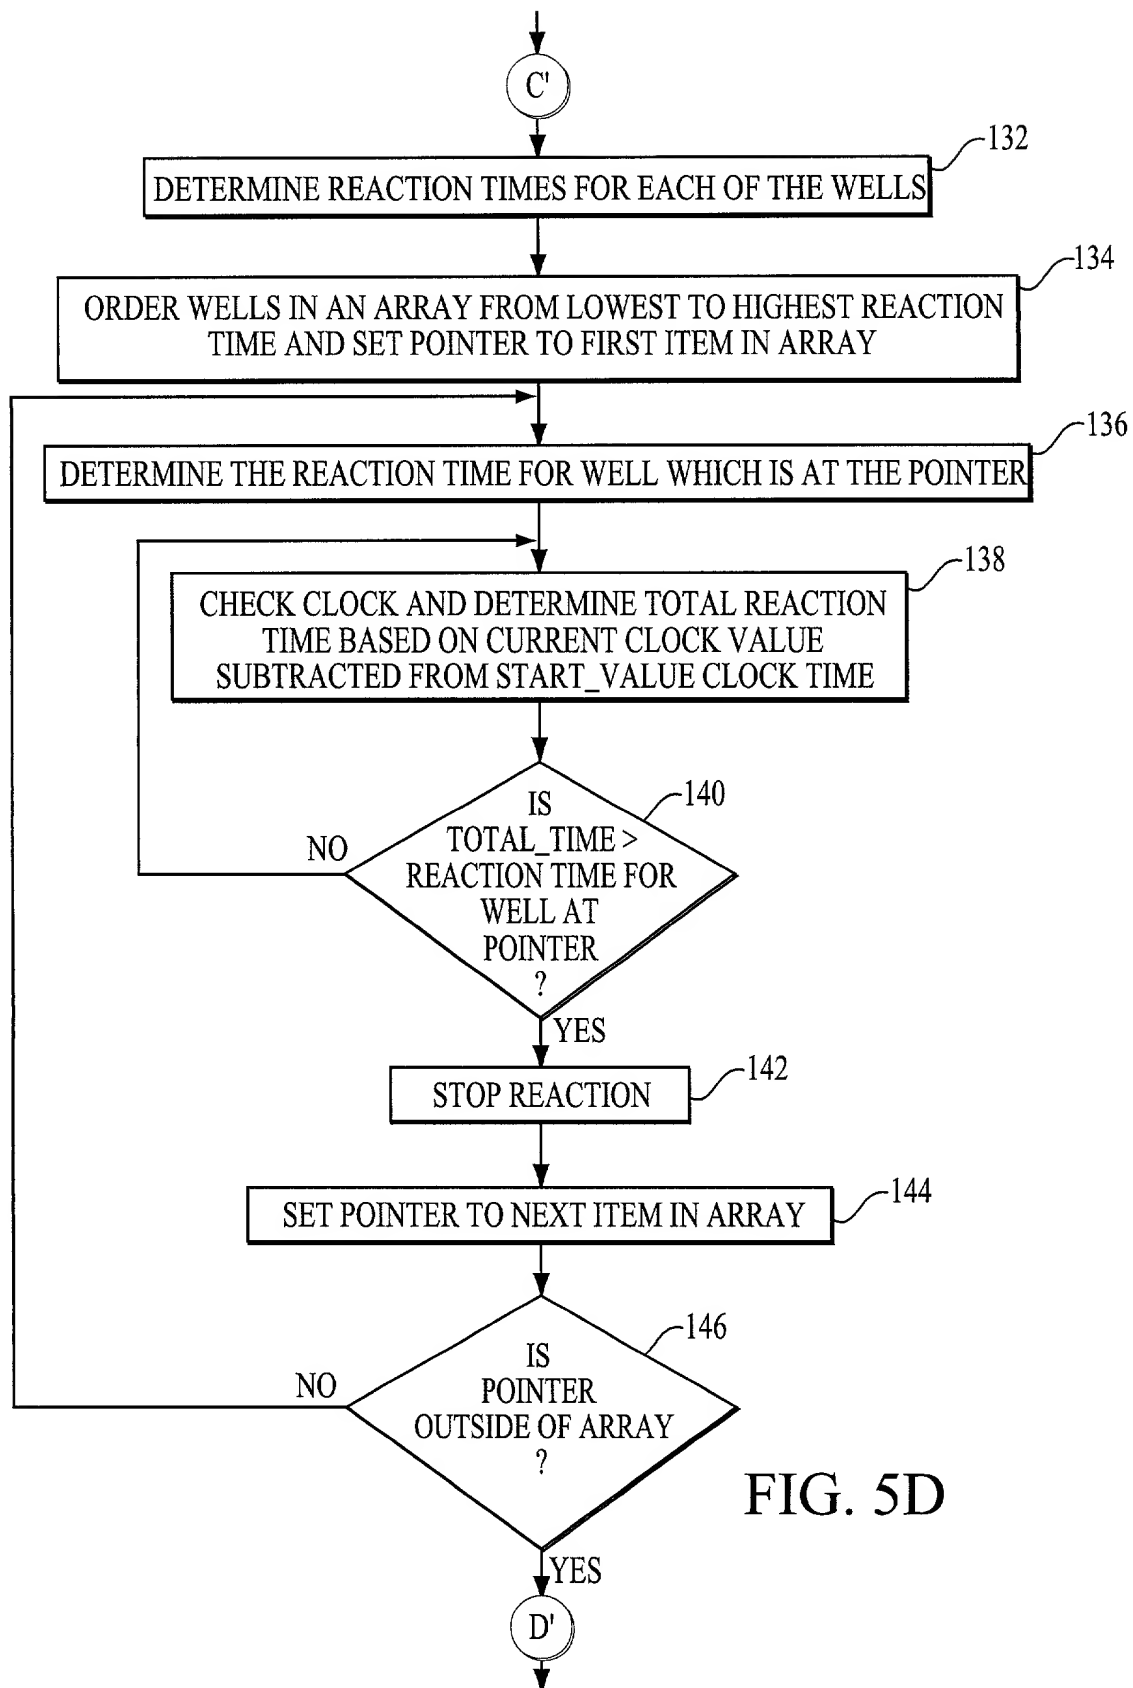 C'
132
DETERMINE REACTION TIMES FOR EACH OF THE WELLS
134
ORDER WELLS IN AN ARRAY FROM LOWEST TO HIGHEST REACTION
TIME AND SET POINTER TO FIRST ITEM IN ARRAY
136
DETERMINE THE REACTION TIME FOR WELL WHICH IS AT THE POINTER
138
CHECK CLOCK AND DETERMINE TOTAL REACTION
TIME BASED ON CURRENT CLOCK VALUE
SUBTRACTED FROM START_VALUE CLOCK TIME
140
IS
TOTAL_TIME >
REACTION TIME FOR
WELL AT
POINTER
?
NO
YES
142
STOP REACTION
144
SET POINTER TO NEXT ITEM IN ARRAY
146
IS
POINTER
OUTSIDE OF ARRAY
?
NO
YES
FIG. 5D
D'